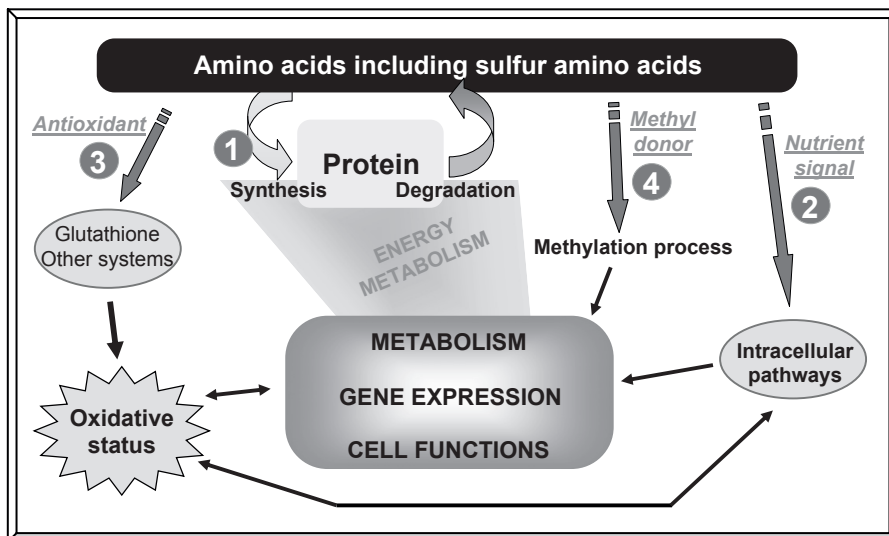 Amino acids including sulfur amino acids
Antioxidant
3
1
Protein
Synthesis
Degradation
Methyl
donor
4
Nutrient
signal
2
Glutathione
Other systems
ENERGY
METABOLISM
Methylation process
METABOLISM
GENE EXPRESSION
CELL FUNCTIONS
Intracellular
pathways
Oxidative
status